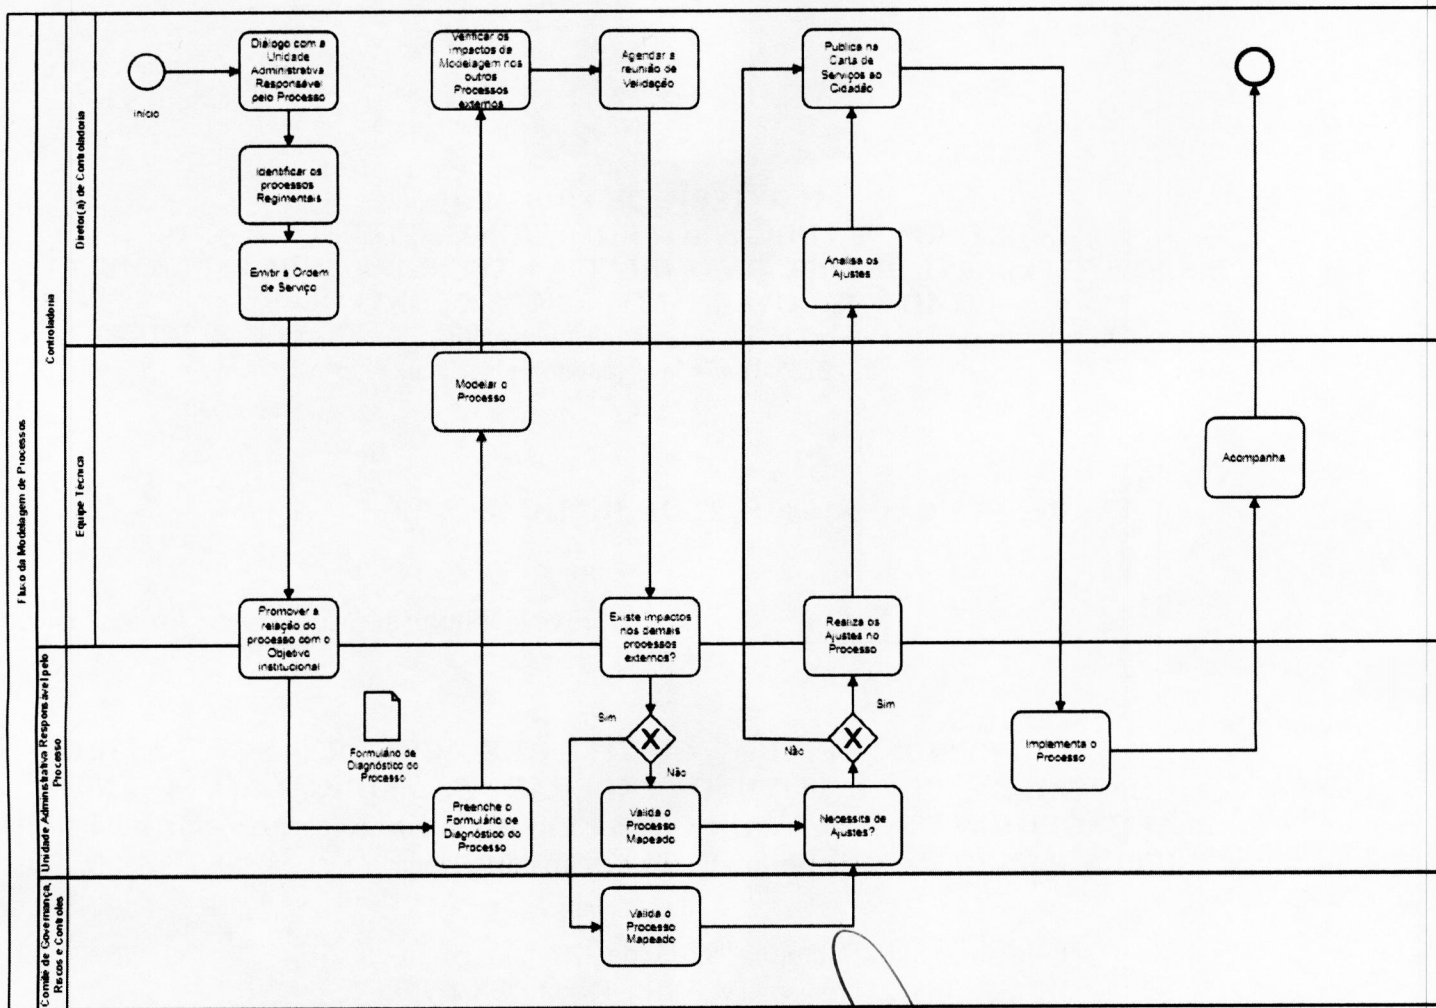 Fluxo da Modelagem de Processos
Controladoria
Diretor(a) de Controladoria
início
Diálogo com a
Unidade
Administrativa
Responsável
pelo Processo
Identificar os
processos
Regimentais
Emitir a Ordem
de Serviço
Verificar os
impactos da
Modelagem nos
outros
Processos
externos
Agendar a
reunião de
Validação
Publica na
Carta de
Serviços ao
Cidadão
Analisa os
Ajustes
Equipe Técnica
Modelar o
Processo
Acompanha
Promover a
relação do
processo com o
Objetivo
institucional
Existe impactos
nos demais
processos
externos?
Realiza os
Ajustes no
Processo
Unidade Administrativa Responsável pelo
Processo
Formulário de
Diagnóstico do
Processo
Preenche o
Formulário de
Diagnóstico do
Processo
Sim
Não
Valida o
Processo
Mapeado
Sim
Não
Necessita de
Ajustes?
Implementa o
Processo
Comitê de Governança,
Riscos e Controles
Valida o
Processo
Mapeado